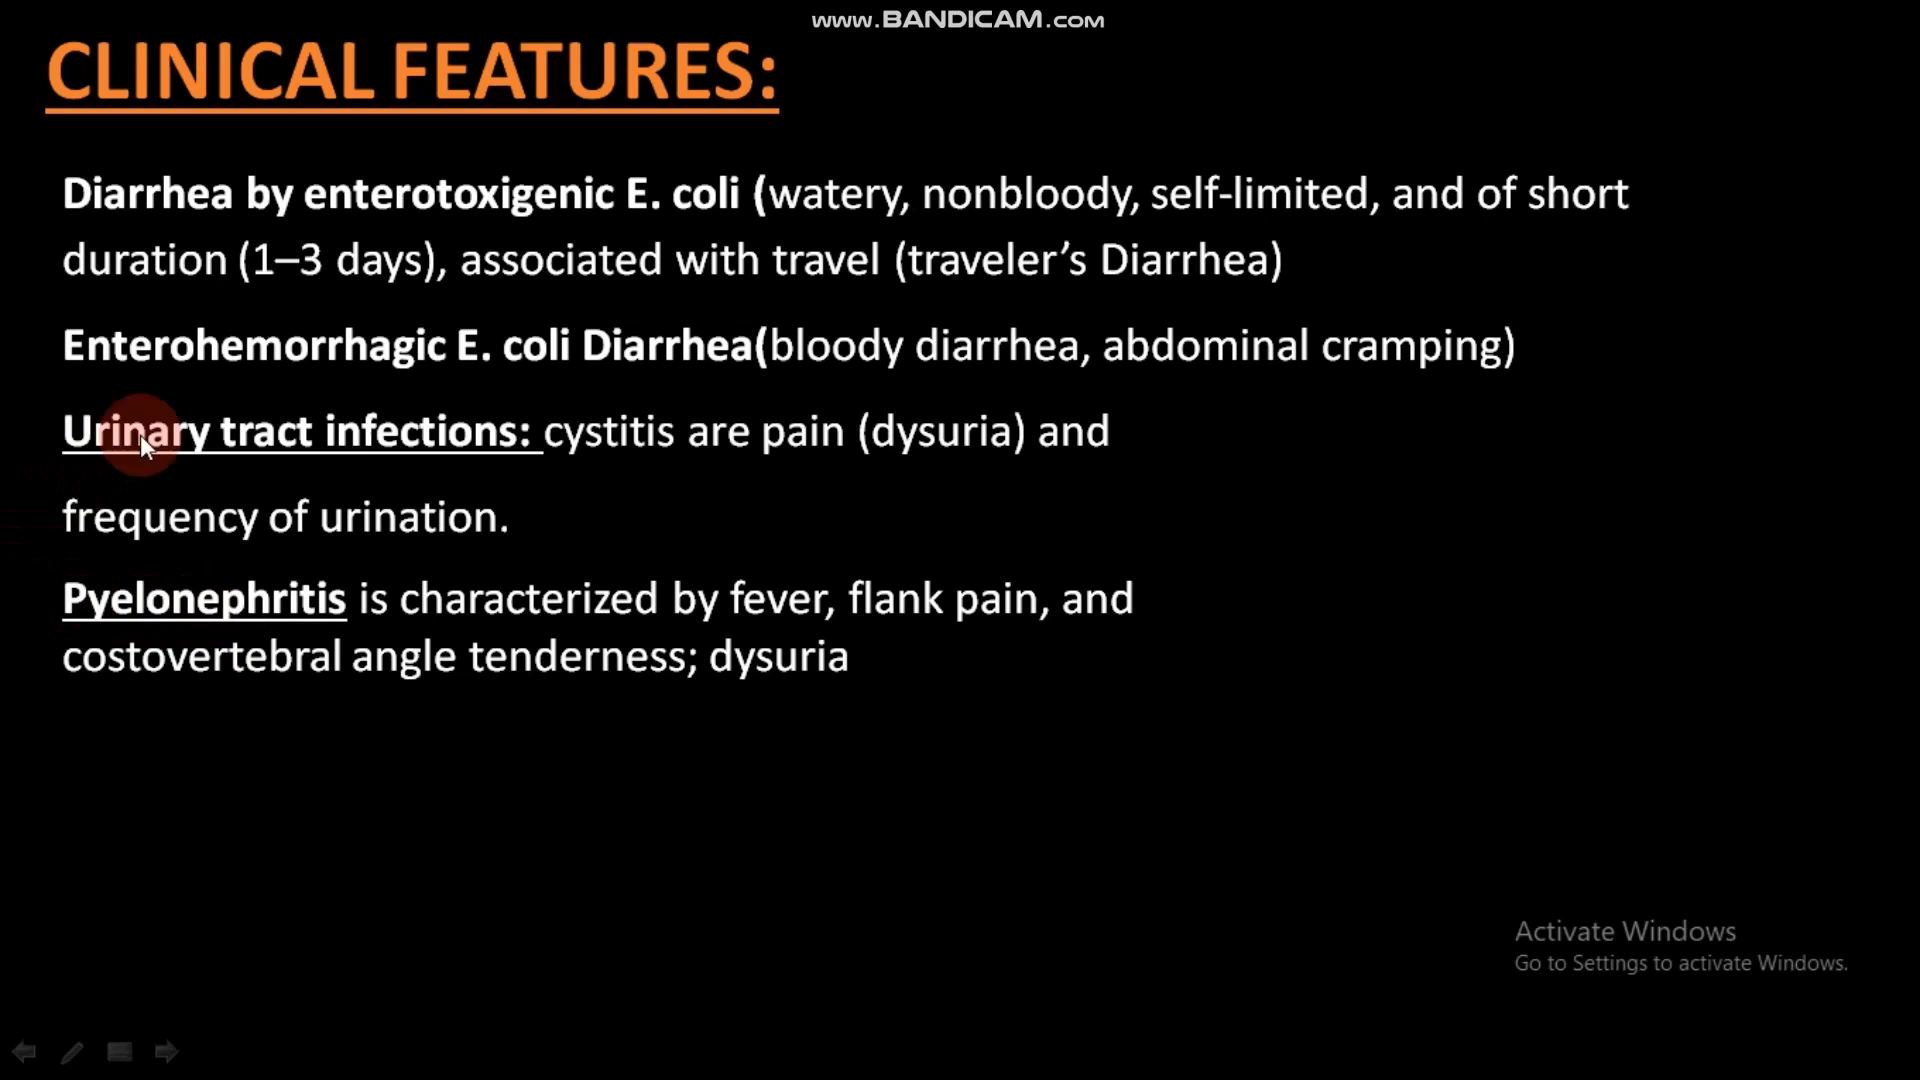 www.BANDICAM.com
CLINICAL FEATURES:
Diarrhea by enterotoxigenic E. coli (watery, nonbloody, self-limited, and of short
duration (1–3 days), associated with travel (traveler’s Diarrhea)
Enterohemorrhagic E. coli Diarrhea(bloody diarrhea, abdominal cramping)
Urinary tract infections: cystitis are pain (dysuria) and
frequency of urination.
Pyelonephritis is characterized by fever, flank pain, and
costovertebral angle tenderness; dysuria
Activate Windows
Go to Settings to activate Windows.